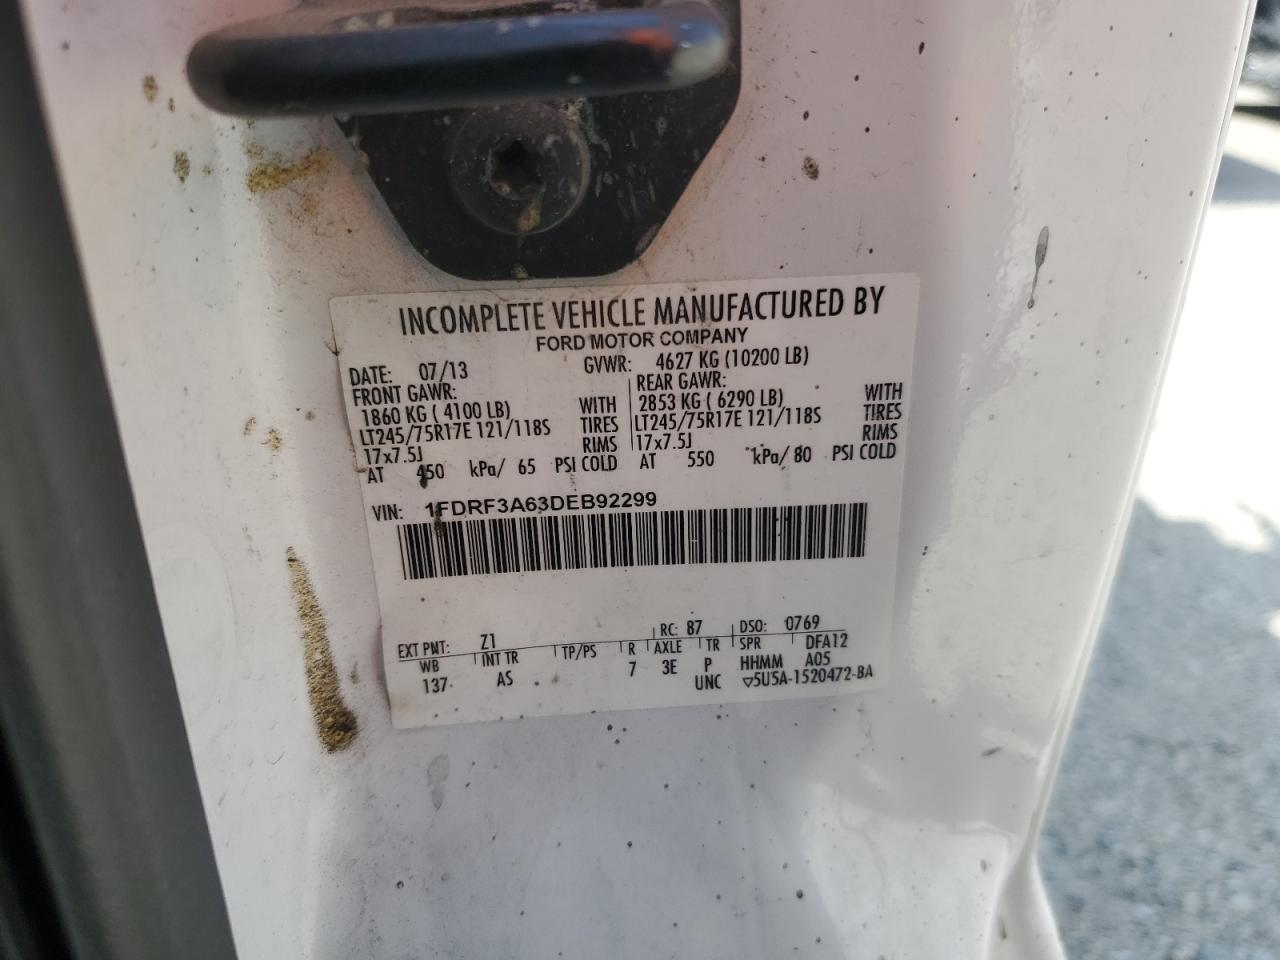 INCOMPLETE VEHICLE MANUFACTURED BY
FORD MOTOR COMPANY
DATE: 07/13 GVWR: 4627 KG (10200 LB)
FRONT GAWR: REAR GAWR:
1860 KG ( 4100 LB) WITH 2853 KG ( 6290 LB) WITH
LT245/75R17E 121/118S TIRES LT245/75R17E 121/118S TIRES
17x7.5J RIMS 17x7.5J RIMS
AT 450 kPa/ 65 PSI COLD AT 550 kPa/ 80 PSI COLD
VIN: 1FDRF3A63DEB92299
EXT PNT: Z1 RC: 87 DSO: 0769
WB INT TR TP/PS R AXLE TR SPR DFA12
137 AS 7 3E P HHMM A05
UNC ▽5U5A-1520472-BA